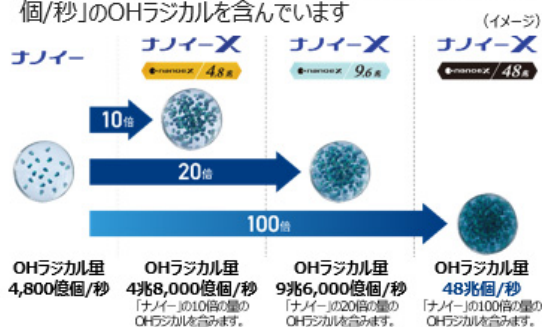 個/秒」のOHラジカルを含んでいます
(イメージ)
ナノイー
ナノイーX
nanoeX 4.8兆
ナノイーX
nanoeX 9.6兆
ナノイーX
nanoeX 48兆
10倍
20倍
100倍
OHラジカル量
4,800億個/秒
OHラジカル量
4兆8,000億個/秒
「ナノイー」の10倍の量の
OHラジカルを含みます。
OHラジカル量
9兆6,000億個/秒
「ナノイー」の20倍の量の
OHラジカルを含みます。
OHラジカル量
48兆個/秒
「ナノイー」の100倍の量の
OHラジカルを含みます。